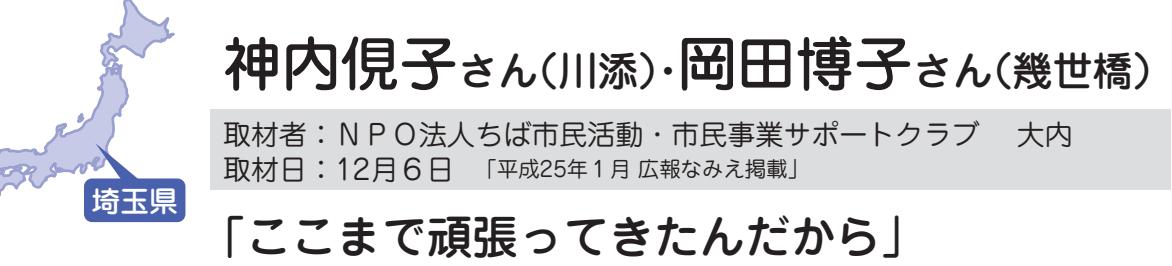 神内俔子さん(川添)・岡田博子さん(幾世橋)
取材者：ＮＰＯ法人ちば市民活動・市民事業サポートクラブ　大内
取材日：12月６日　「平成25年１月 広報なみえ掲載」
埼玉県
「ここまで頑張ってきたんだから」